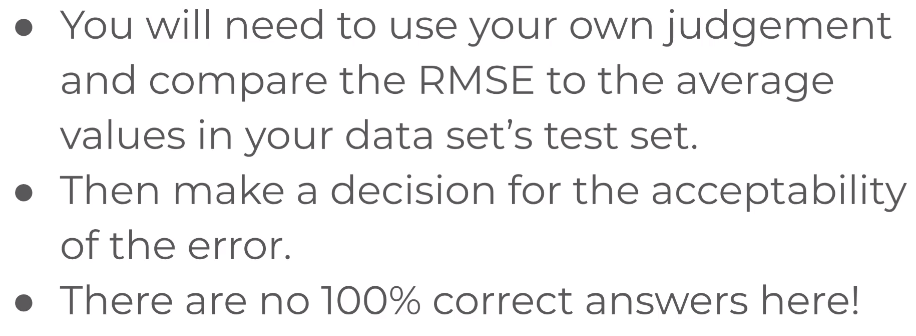 ● You will need to use your own judgement
and compare the RMSE to the average
values in your data set’s test set.
● Then make a decision for the acceptability
of the error.
● There are no 100% correct answers here!